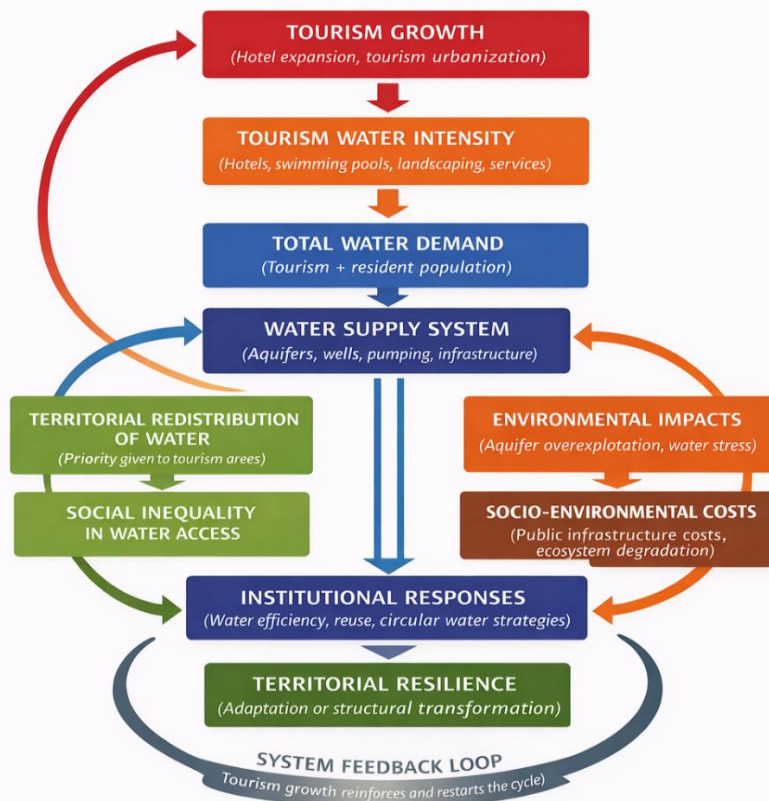 TOURISM GROWTH
(Hotel expansion, tourism urbanization)
TOURISM WATER INTENSITY
(Hotels, swimming pools, landscaping, services)
TOTAL WATER DEMAND
(Tourism + resident population)
WATER SUPPLY SYSTEM
(Aquifers, wells, pumping, infrastructure)
TERRITORIAL REDISTRIBUTION
OF WATER
(Priority given to tourism arees)
SOCIAL INEQUALITY
IN WATER ACCESS
ENVIRONMENTAL IMPACTS
(Aquifer overexplotation, water stress)
SOCIO-ENVIRONMENTAL COSTS
(Public infrastructure costs,
ecosystem degradation)
INSTITUTIONAL RESPONSES
(Water efficiency, reuse, circular water strategies)
TERRITORIAL RESILIENCE
(Adaptation or structural transformation)
SYSTEM FEEDBACK LOOP
Tourism growth reinforces and restarts the cycle)